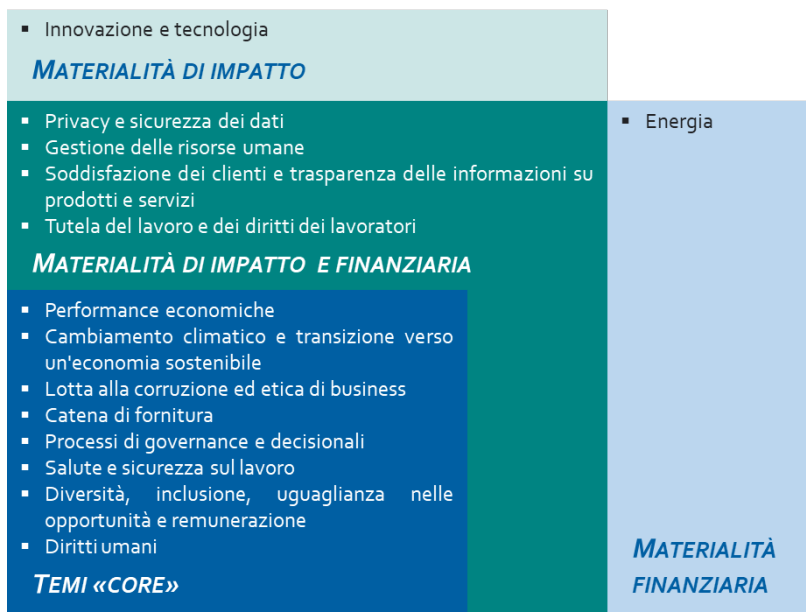 ▪ Innovazione e tecnologia
MATERIALITÀ DI IMPATTO
▪ Privacy e sicurezza dei dati
▪ Gestione delle risorse umane
▪ Soddisfazione dei clienti e trasparenza delle informazioni su
prodotti e servizi
▪ Tutela del lavoro e dei diritti dei lavoratori
MATERIALITÀ DI IMPATTO E FINANZIARIA
▪ Performance economiche
▪ Cambiamento climatico e transizione verso
un'economia sostenibile
▪ Lotta alla corruzione ed etica di business
▪ Catena di fornitura
▪ Processi di governance e decisionali
▪ Salute e sicurezza sul lavoro
▪ Diversità, inclusione, uguaglianza nelle
opportunità e remunerazione
▪ Diritti umani
TEMI «CORE»
▪ Energia
MATERIALITÀ
FINANZIARIA